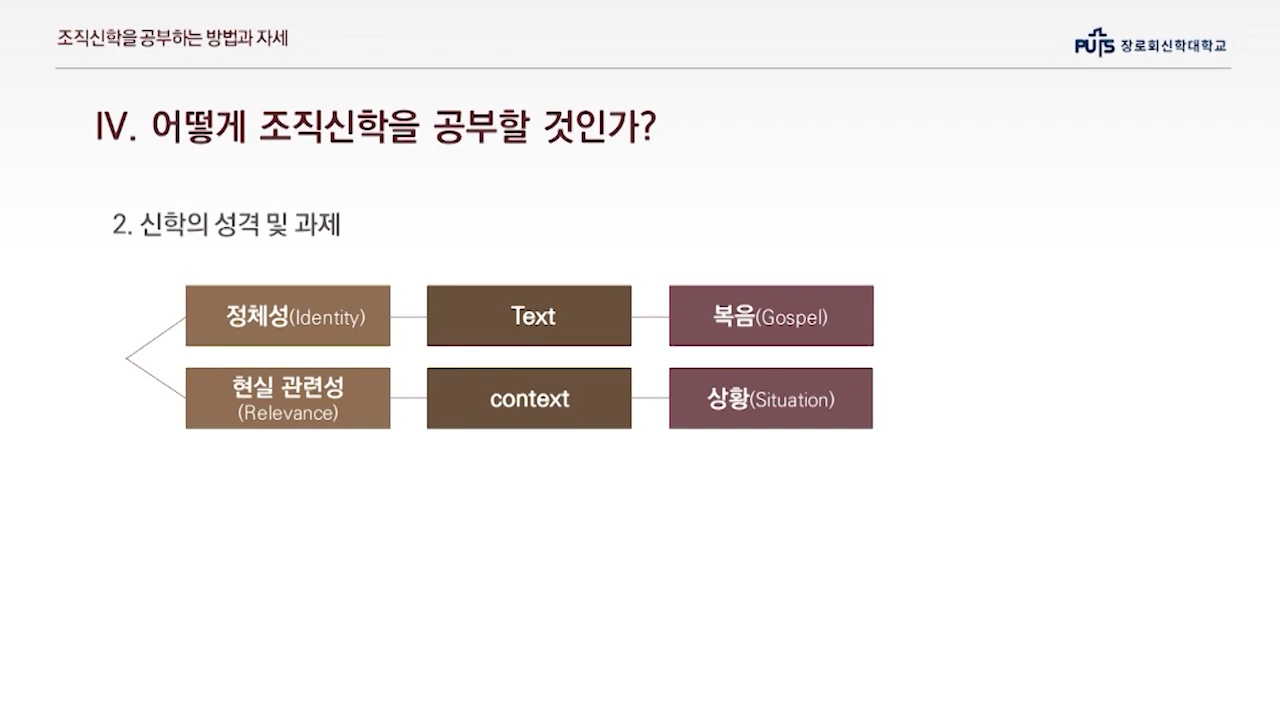 조직신학을 공부하는 방법과 자세
PUTS 장로회신학대학교
IV. 어떻게 조직신학을 공부할 것인가?
2. 신학의 성격 및 과제
정체성(Identity)
Text
복음(Gospel)
현실 관련성
(Relevance)
context
상황(Situation)